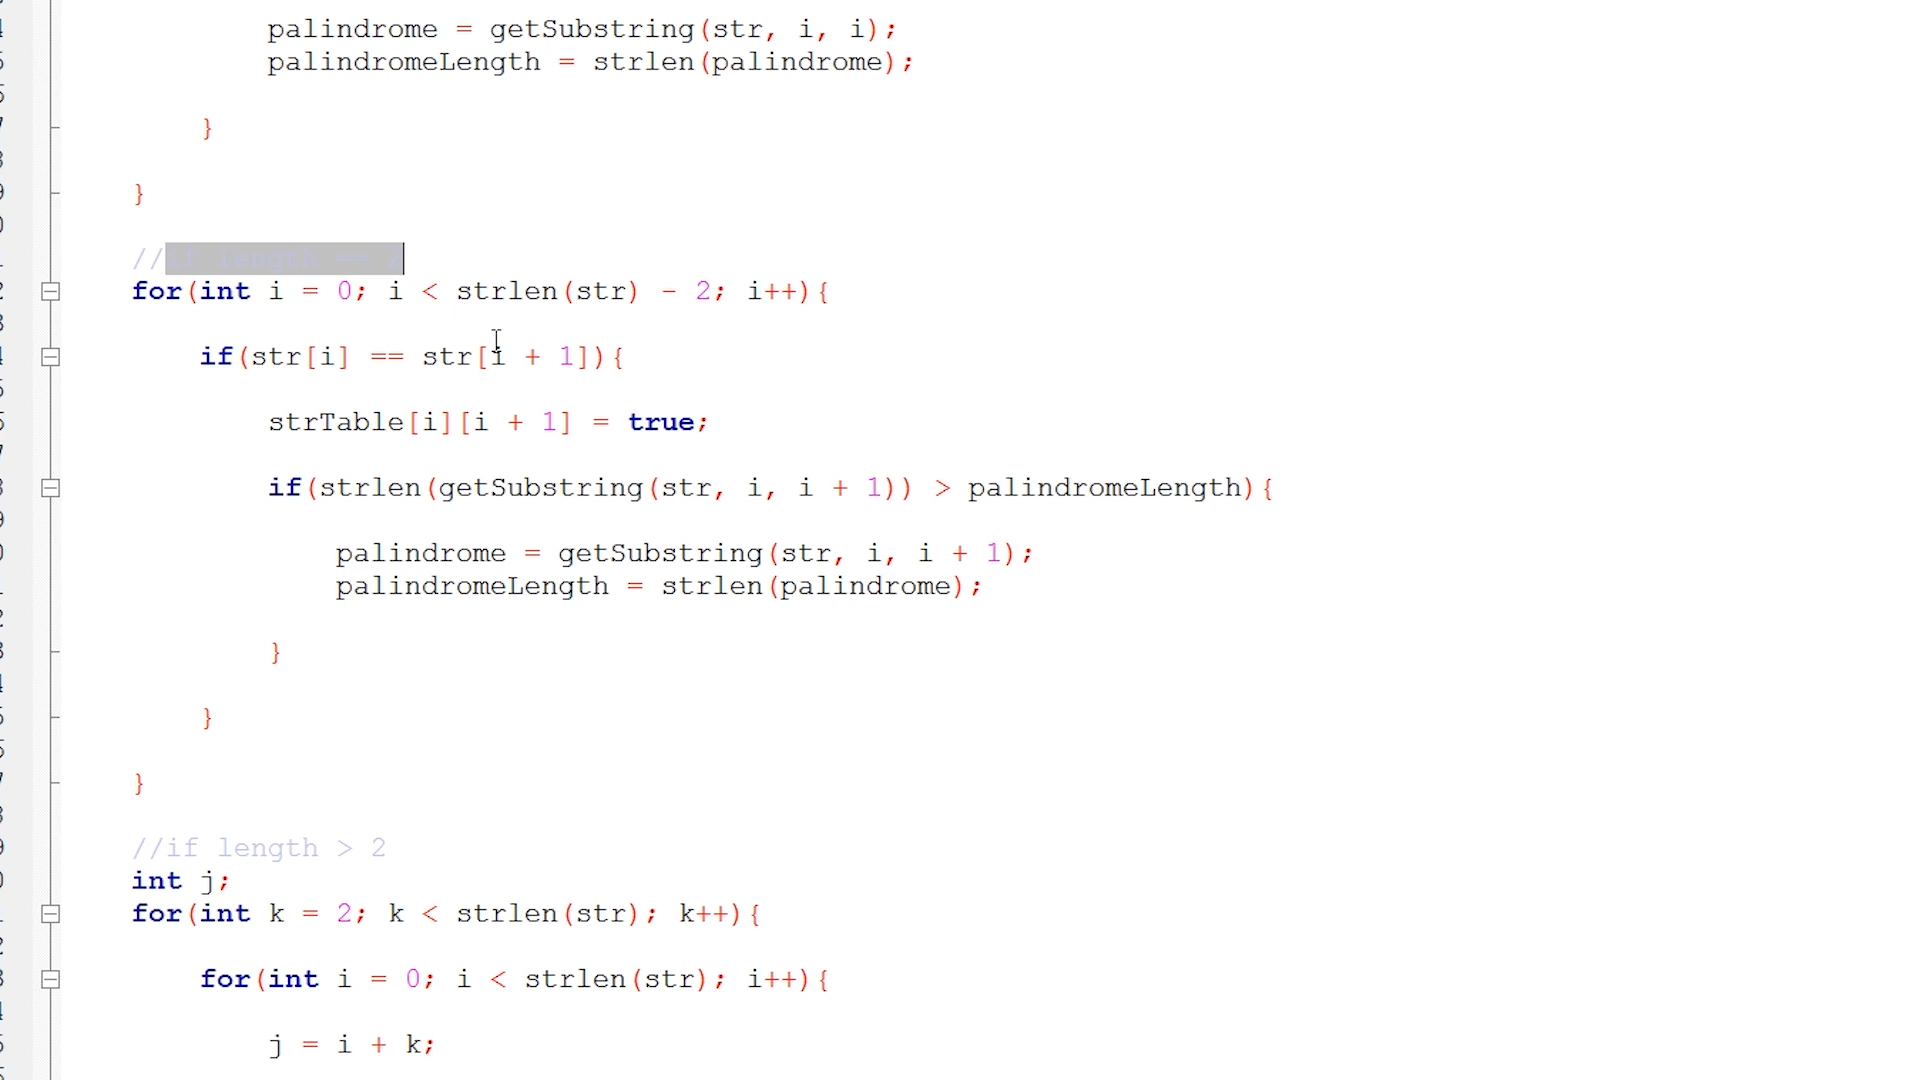 palindrome = getSubstring(str, i, i);
palindromeLength = strlen(palindrome);
}
}
//if length ==
for(int i = 0; i < strlen(str) - 2; i++){
if(str[i] == str[i + 1]){
strTable[i][i + 1] = true;
if(strlen(getSubstring(str, i, i + 1)) > palindromeLength){
palindrome = getSubstring(str, i, i + 1);
palindromeLength = strlen(palindrome);
}
}
}
//if length > 2
int j;
for(int k = 2; k < strlen(str); k++){
for(int i = 0; i < strlen(str); i++){
j = i + k;